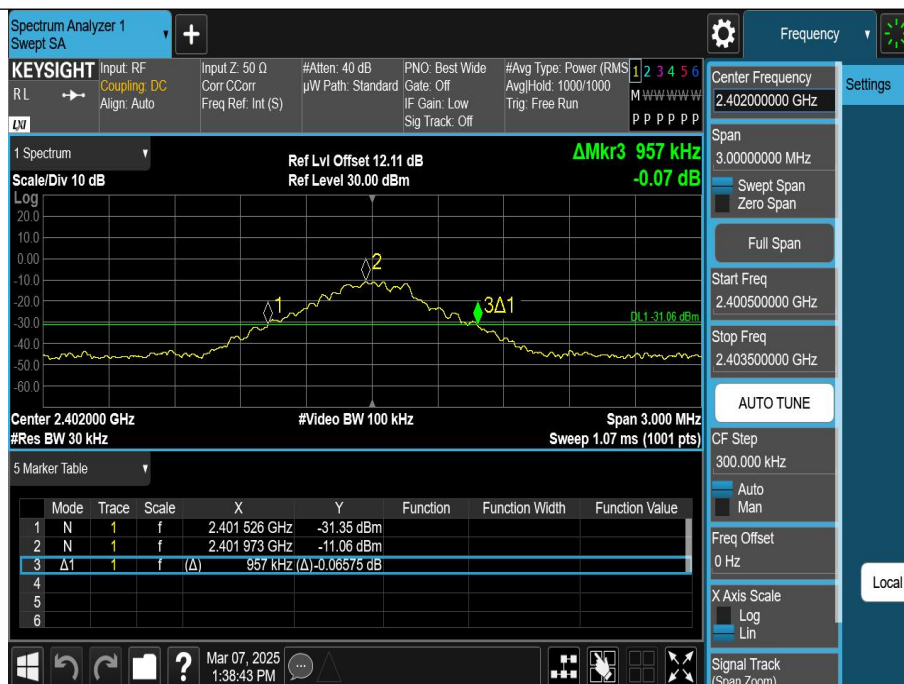 Spectrum Analyzer 1
Swept SA
+
Frequency
KEYSIGHT
RL
LXI
Input: RF
Coupling: DC
Align: Auto
Input Z: 50 Ω
Corr CCorr
Freq Ref: Int (S)
#Atten: 40 dB
µW Path: Standard
PNO: Best Wide
Gate: Off
IF Gain: Low
Sig Track: Off
#Avg Type: Power (RMS
Avg|Hold: 1000/1000
Trig: Free Run
1 2 3 4 5 6
M W W W W W
P P P P P P
1 Spectrum
Scale/Div 10 dB
Ref Lvl Offset 12.11 dB
Ref Level 30.00 dBm
ΔMkr3 957 kHz
-0.07 dB
Log
20.0
10.0
0.00
-10.0
-20.0
-30.0
-40.0
-50.0
-60.0
2
1
3Δ1
DL1 -31.06 dBm
Center 2.402000 GHz
#Res BW 30 kHz
#Video BW 100 kHz
Span 3.000 MHz
Sweep 1.07 ms (1001 pts)
5 Marker Table
Mode Trace Scale X Y Function Function Width Function Value
1 N 1 f 2.401 526 GHz -31.35 dBm
2 N 1 f 2.401 973 GHz -11.06 dBm
3 Δ1 1 f (Δ) 957 kHz (Δ)-0.06575 dB
4
5
6
Mar 07, 2025
1:38:43 PM
?
Center Frequency
2.402000000 GHz
Span
3.00000000 MHz
Swept Span
Zero Span
Full Span
Start Freq
2.400500000 GHz
Stop Freq
2.403500000 GHz
AUTO TUNE
CF Step
300.000 kHz
Auto
Man
Freq Offset
0 Hz
X Axis Scale
Log
Lin
Signal Track
(Span Zoom)
Settings
Local